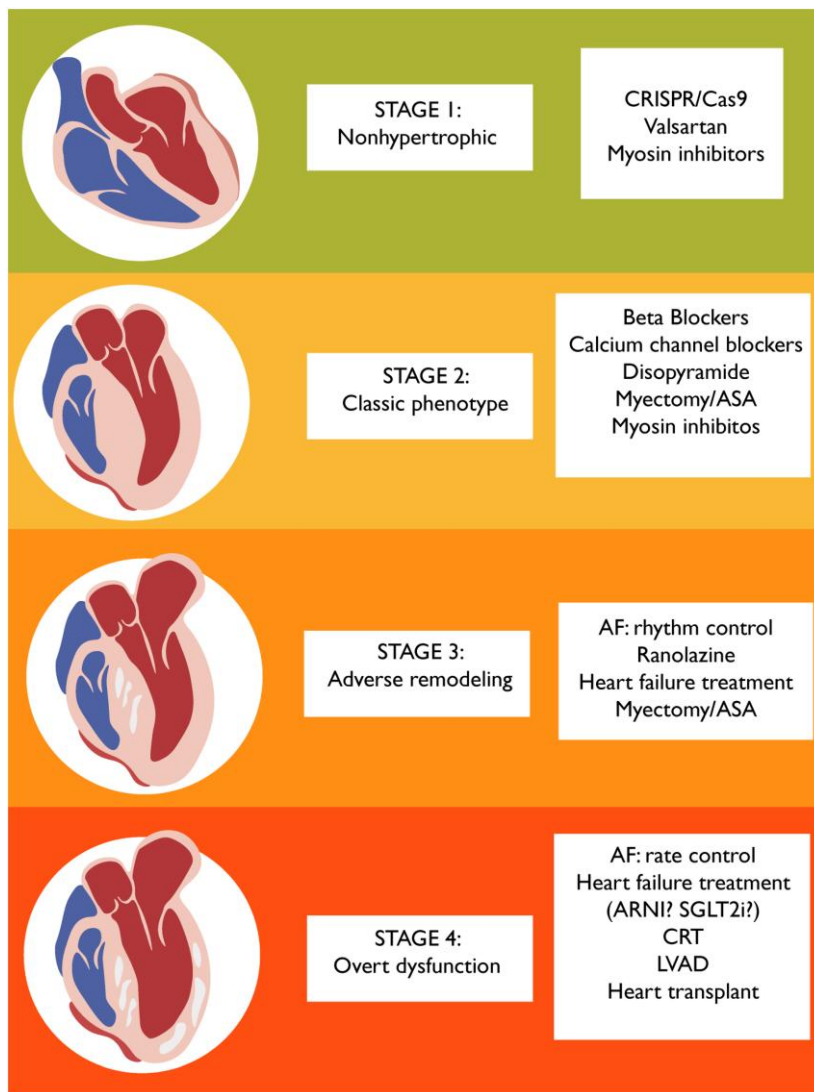 STAGE 1:
Nonhypertrophic
CRISPR/Cas9
Valsartan
Myosin inhibitors
STAGE 2:
Classic phenotype
Beta Blockers
Calcium channel blockers
Disopyramide
Myectomy/ASA
Myosin inhibitos
STAGE 3:
Adverse remodeling
AF: rhythm control
Ranolazine
Heart failure treatment
Myectomy/ASA
STAGE 4:
Overt dysfunction
AF: rate control
Heart failure treatment
(ARNI? SGLT2i?)
CRT
LVAD
Heart transplant